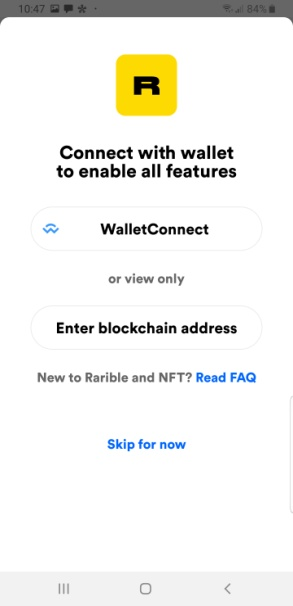 10:47
84%
R
Connect with wallet
to enable all features
WalletConnect
or view only
Enter blockchain address
New to Rarible and NFT? Read FAQ
Skip for now